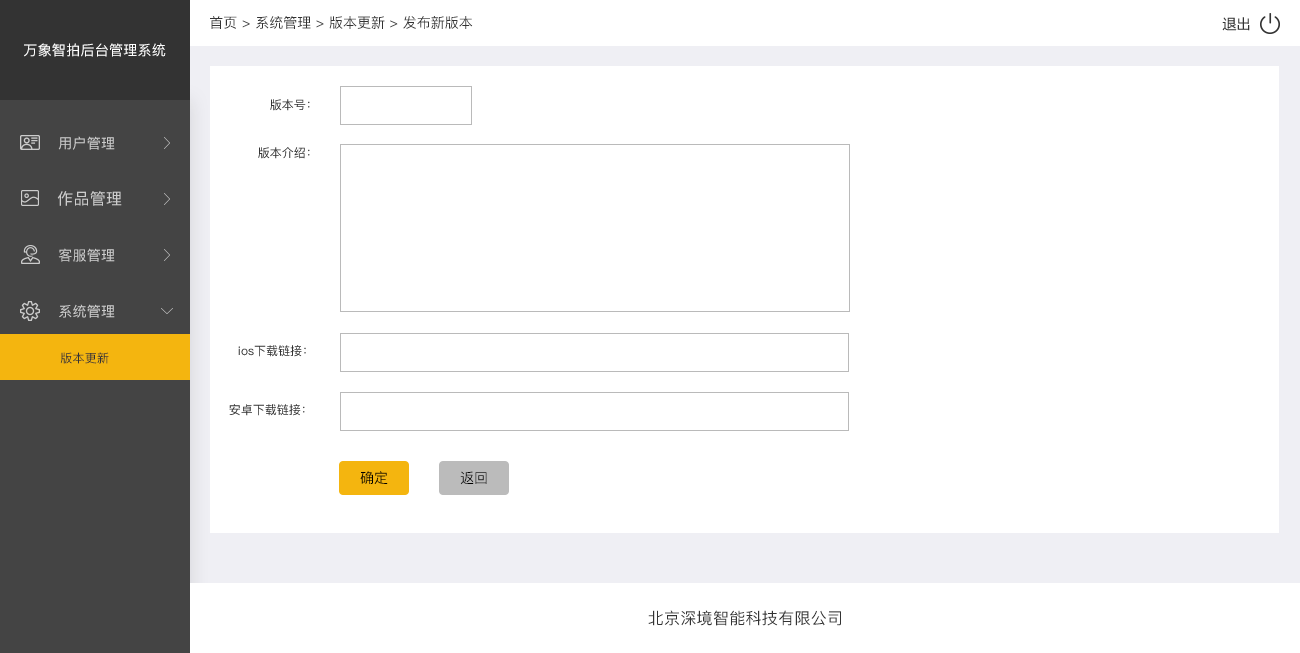 万象智拍后台管理系统
首页 > 系统管理 > 版本更新 > 发布新版本
退出
用户管理
作品管理
客服管理
系统管理
版本更新
版本号：
版本介绍：
ios下载链接：
安卓下载链接：
确定
返回
北京深境智能科技有限公司